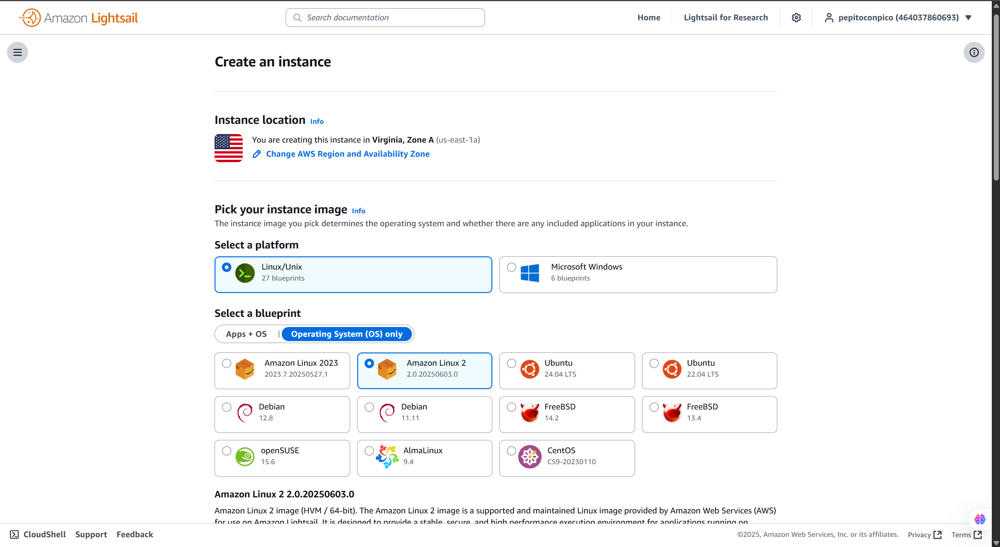 Amazon Lightsail
Search documentation
Home
Lightsail for Research
pepitoconpico (464037860693)
Create an instance
Instance location Info
You are creating this instance in Virginia, Zone A (us-east-1a)
Change AWS Region and Availability Zone
Pick your instance image Info
The instance image you pick determines the operating system and whether there are any included applications in your instance.
Select a platform
Linux/Unix
27 blueprints
Microsoft Windows
6 blueprints
Select a blueprint
Apps + OS | Operating System (OS) only
Amazon Linux 2023
2023.7.20250527.1
Amazon Linux 2
2.0.20250603.0
Ubuntu
24.04 LTS
Ubuntu
22.04 LTS
Debian
12.8
Debian
11.11
FreeBSD
14.2
FreeBSD
13.4
openSUSE
15.6
AlmaLinux
9.4
CentOS
CS9-20230110
Amazon Linux 2 2.0.20250603.0
Amazon Linux 2 image (HVM / 64-bit). The Amazon Linux 2 image is a supported and maintained Linux image provided by Amazon Web Services (AWS)
for use on Amazon Lightsail. It is designed to provide a stable, secure, and high performance execution environment for applications running on
CloudShell
Support
Feedback
©2025, Amazon Web Services, Inc. or its affiliates.
Privacy
Terms